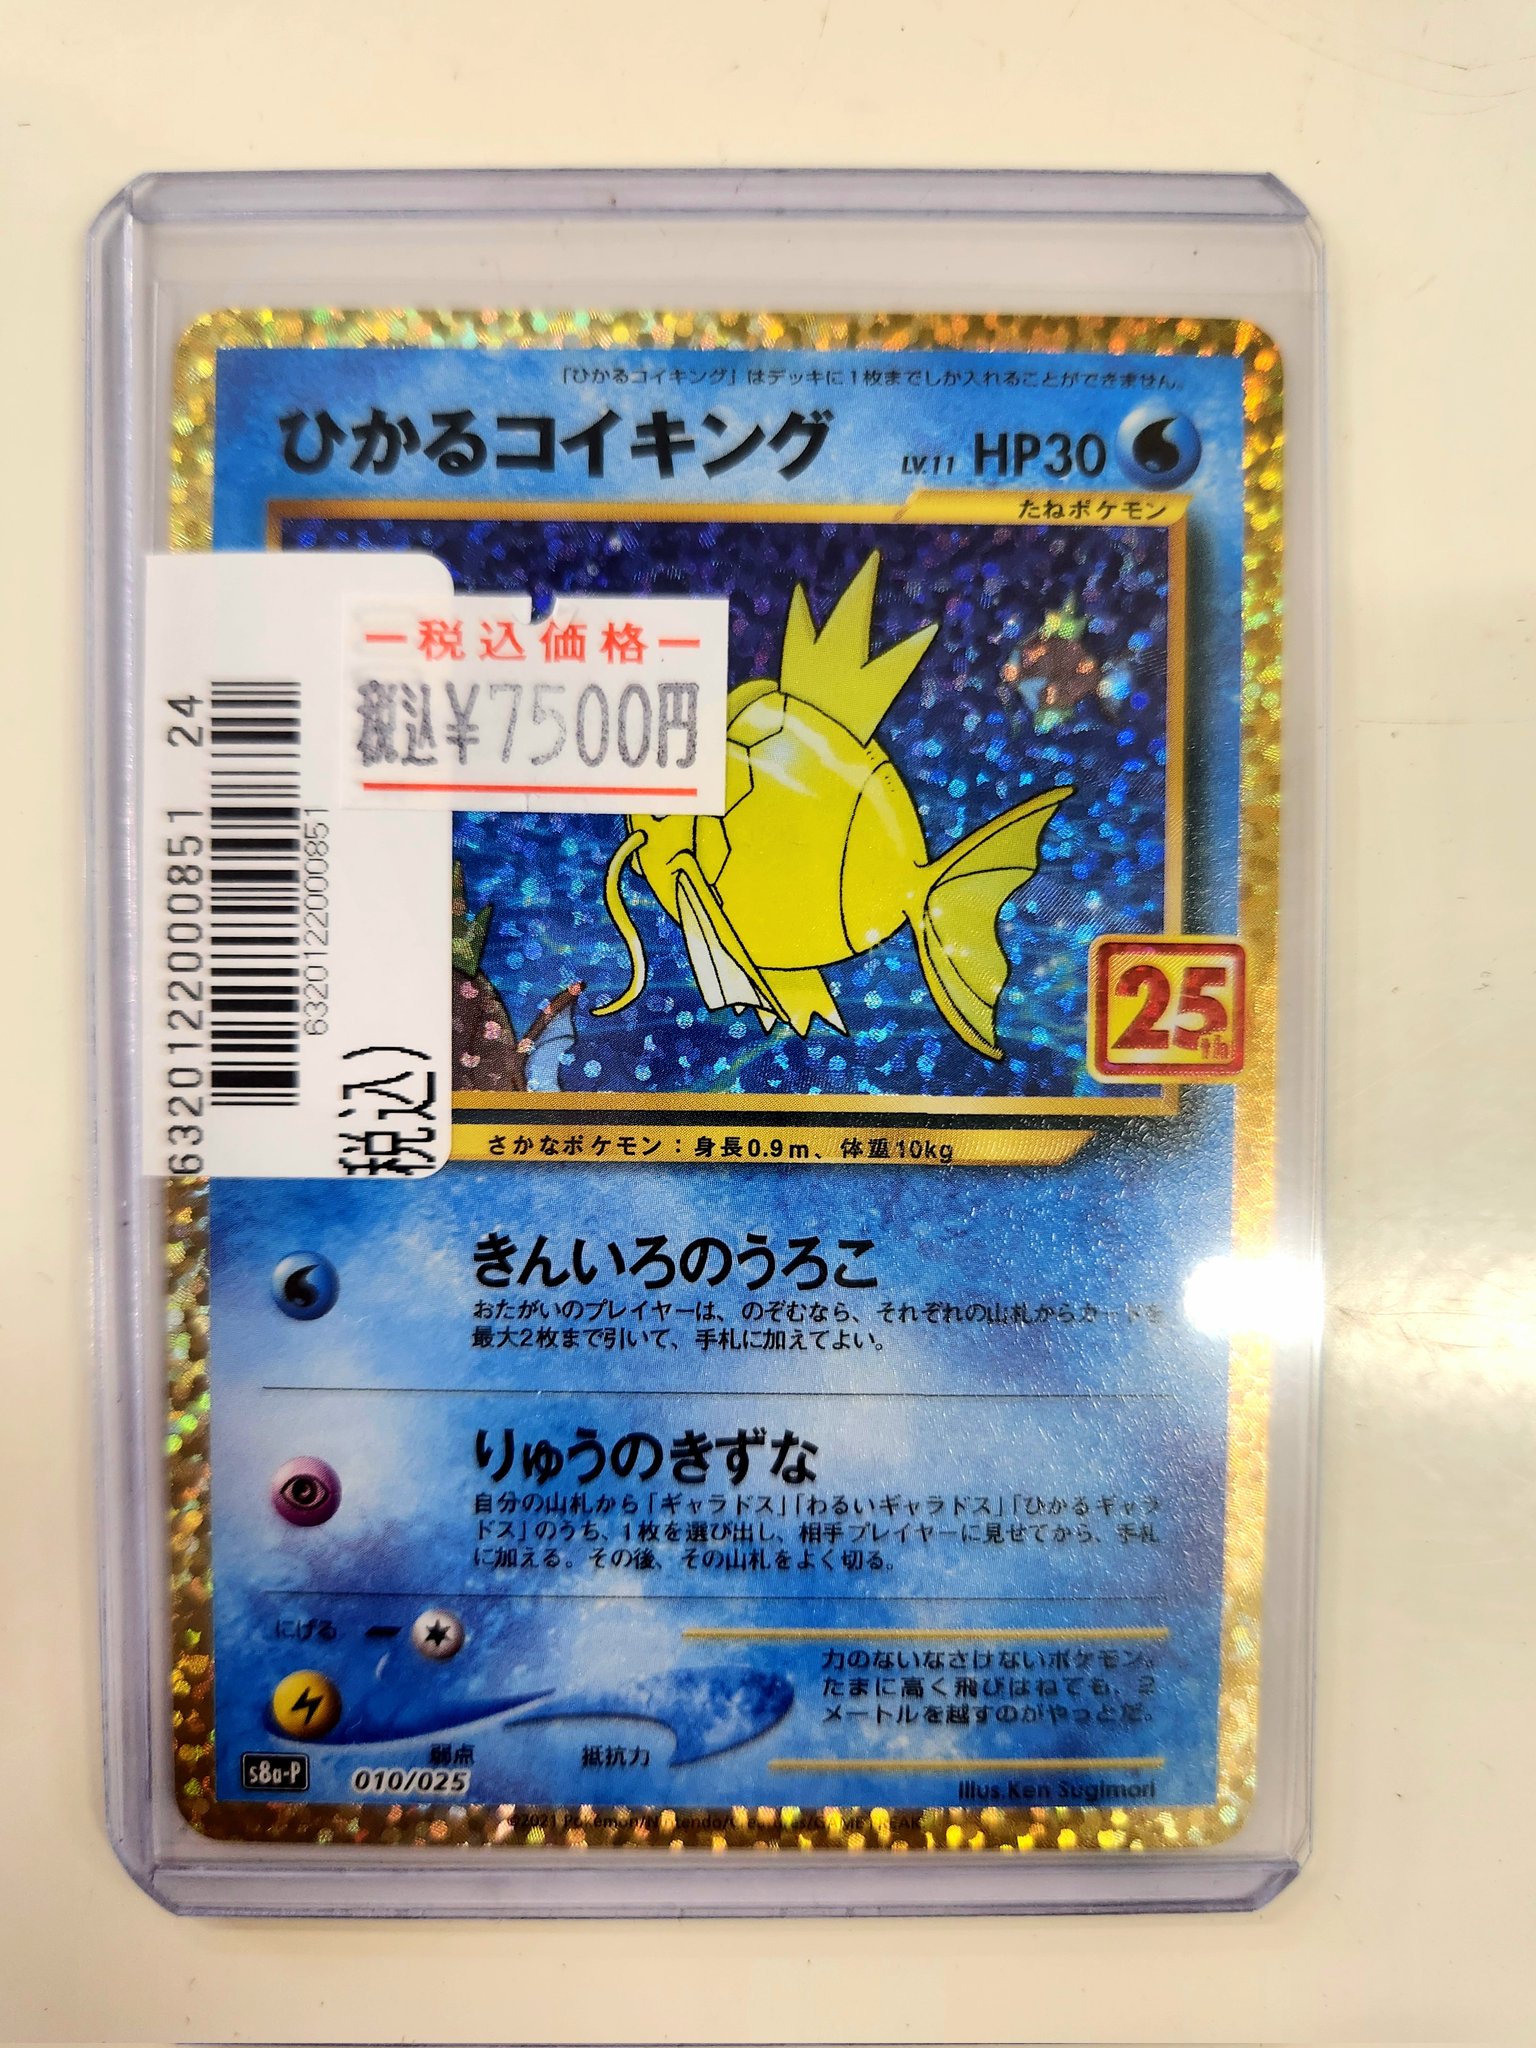 「ひかるコイキング」はデッキに1枚までしか入れることができません。
ひかるコイキング LV.11 HP30
たねポケモン
税込価格
税込¥7500円
6320122000851 24
6320122000851
税込)
25th
さかなポケモン:身長0.9m、体重10kg
きんいろのうろこ
おたがいのプレイヤーは、のぞむなら、それぞれの山札からカードを
最大2枚まで引いて、手札に加えてよい。
りゅうのきずな
自分の山札から「ギャラドス」「わるいギャラドス」「ひかるギャラ
ドス」のうち、1枚を選び出し、相手プレイヤーに見せてから、手札
に加える。その後、その山札をよく切る。
にげる
力のないなさけないポケモン。
たまに高く飛びはねても、2
メートルを越すのがやっとだ。
弱点 抵抗力
s8a-P 010/025
Illus.Ken Sugimori
©2021 Pokémon/Nintendo/Creatures/GAME FREAK